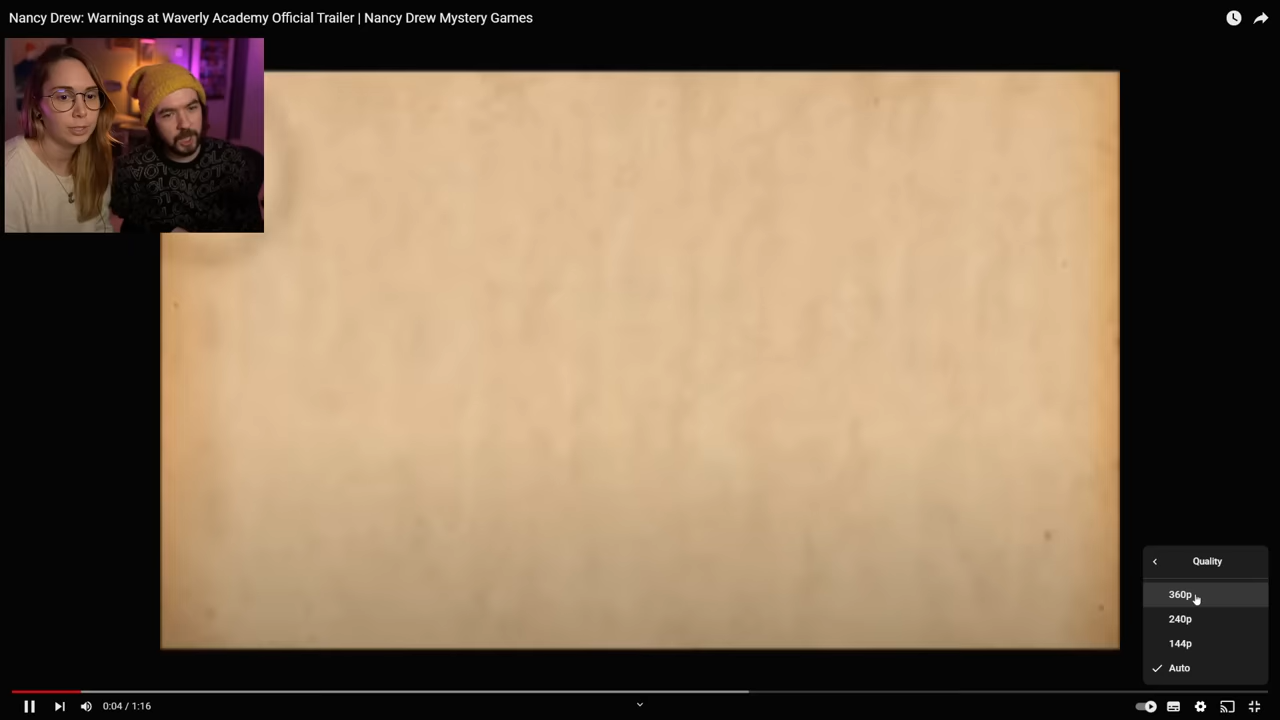 Nancy Drew: Warnings at Waverly Academy Official Trailer | Nancy Drew Mystery Games
Quality
360p
240p
144p
Auto
0:04 / 1:16